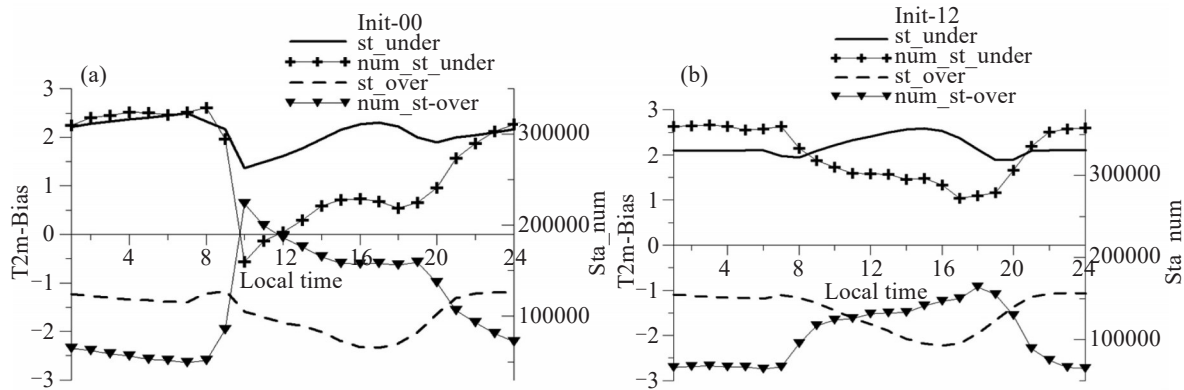 Init-00
st_under
num_st_under
st_over
num_st-over
(a)
T2m-Bias
3
2
1
0
−1
−2
−3
4
8
12
16
20
24
Local time
Sta_num
300000
200000
100000
Init-12
st_under
num_st_under
st_over
num_st-over
(b)
T2m-Bias
3
2
1
0
−1
−2
−3
4
8
12
16
20
24
Local time
Sta_num
300000
200000
100000